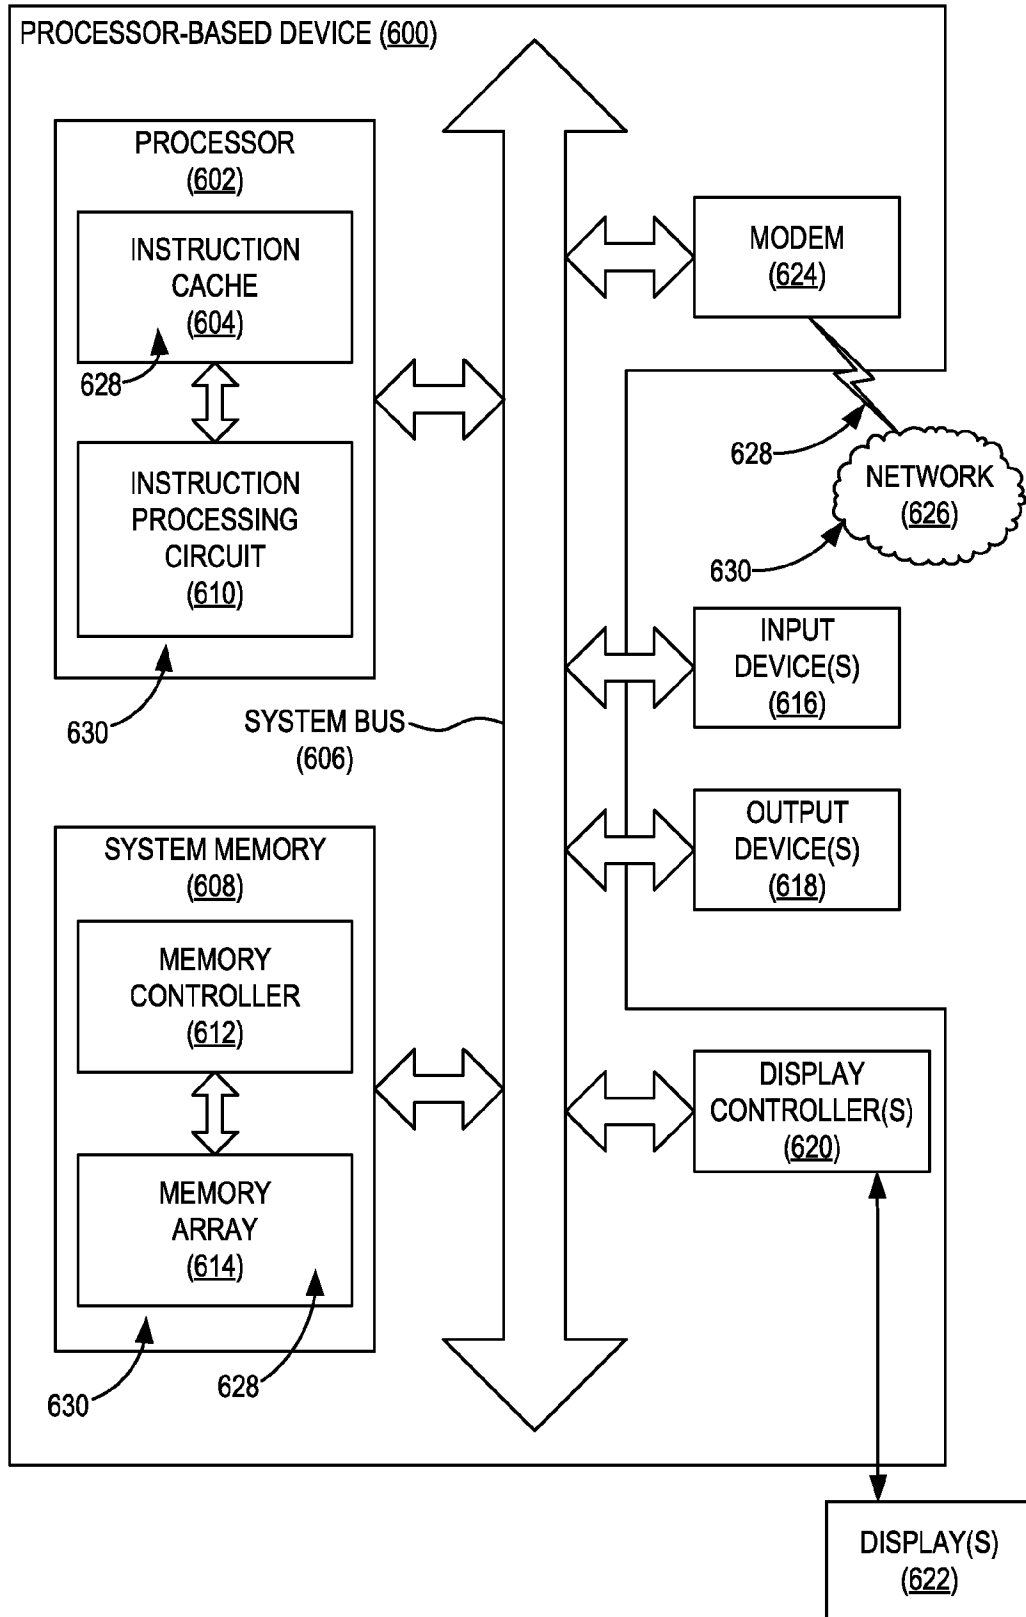 PROCESSOR-BASED DEVICE (600)
PROCESSOR
(602)
INSTRUCTION
CACHE
(604)
628
INSTRUCTION
PROCESSING
CIRCUIT
(610)
630
MODEM
(624)
628
NETWORK
(626)
630
INPUT
DEVICE(S)
(616)
SYSTEM BUS
(606)
OUTPUT
DEVICE(S)
(618)
SYSTEM MEMORY
(608)
MEMORY
CONTROLLER
(612)
MEMORY
ARRAY
(614)
630
628
DISPLAY
CONTROLLER(S)
(620)
DISPLAY(S)
(622)